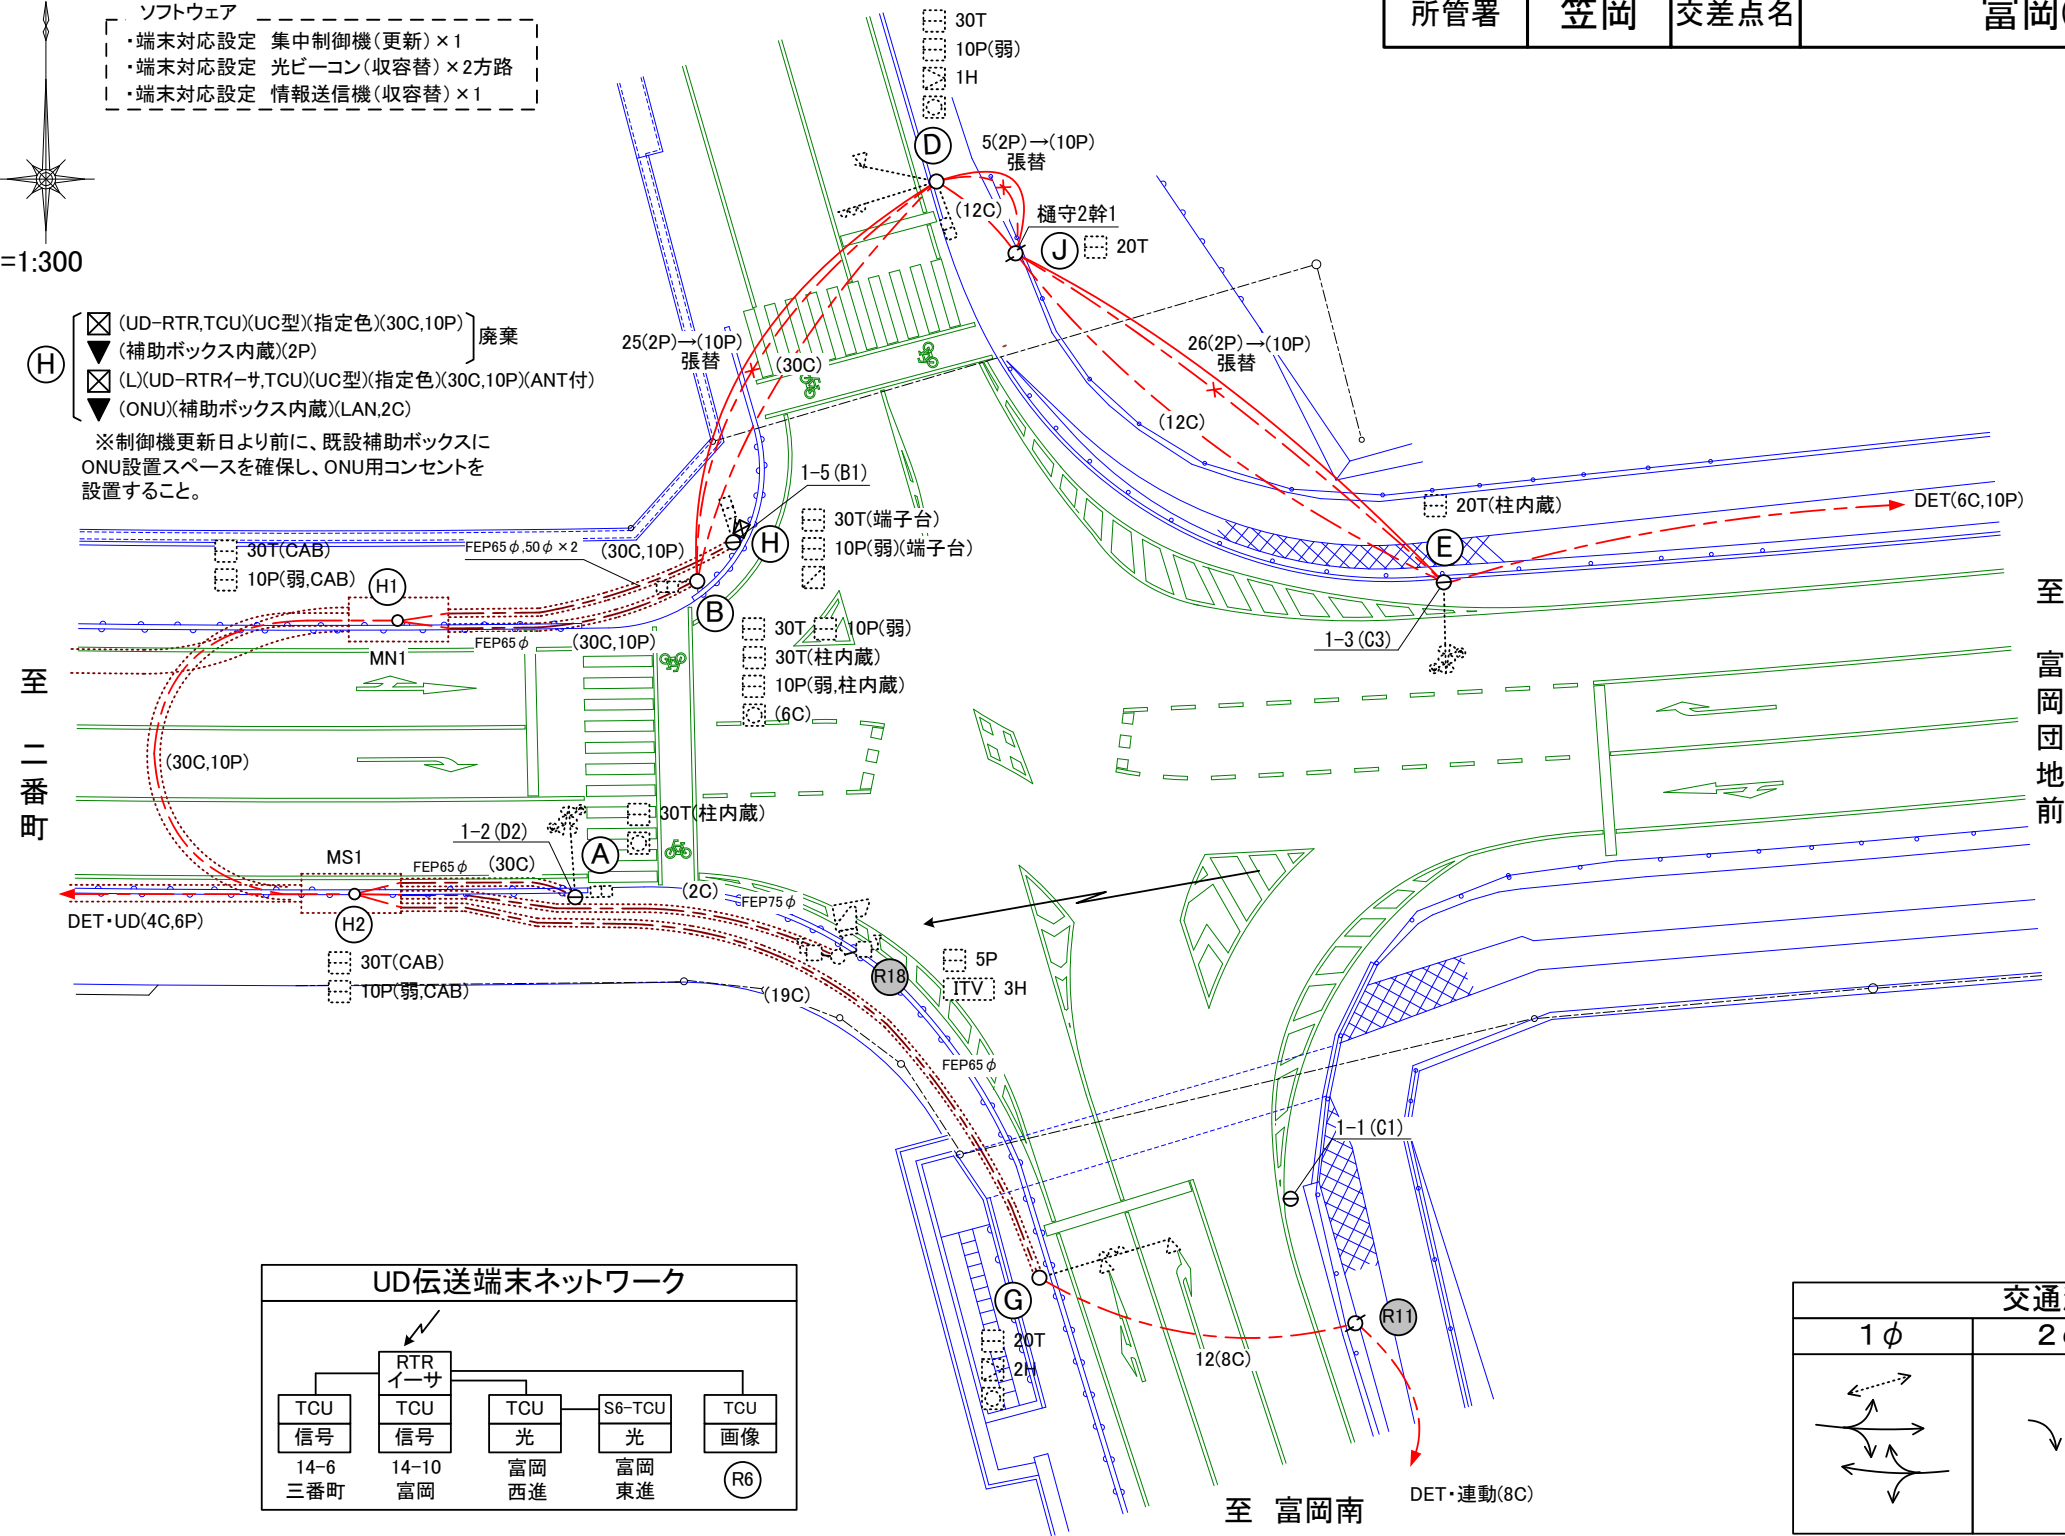 ソフトウェア
・端末対応設定 集中制御機(更新)×1
・端末対応設定 光ビーコン(収容替)×2方路
・端末対応設定 情報送信機(収容替)×1
所管署 笠岡 交差点名
=1:300
30T
10P(弱)
1H
D
5(2P)→(10P)
張替
(12C)
樋守2幹1
J
20T
H
(UD-RTR,TCU)(UC型)(指定色)(30C,10P)
(補助ボックス内蔵)(2P)
廃棄
(L)(UD-RTRイーサ,TCU)(UC型)(指定色)(30C,10P)(ANT付)
(ONU)(補助ボックス内蔵)(LAN,2C)
※制御機更新日より前に、既設補助ボックスに
ONU設置スペースを確保し、ONU用コンセントを
設置すること。
25(2P)→(10P)
張替
(30C)
26(2P)→(10P)
張替
(12C)
1-5(B1)
30T(端子台)
10P(弱)(端子台)
H
20T(柱内蔵)
E
DET(6C,10P)
1-3(C3)
30T(CAB)
10P(弱,CAB)
FEP65φ,50φ×2
(30C,10P)
H1
B
FEP65φ
(30C,10P)
MN1
30T
10P(弱)
30T(柱内蔵)
10P(弱,柱内蔵)
(6C)
至 二番町
至 富岡団地前
(30C,10P)
30T(柱内蔵)
1-2(D2)
A
MS1
FEP65φ
(30C)
(2C)
FEP75φ
DET・UD(4C,6P)
H2
30T(CAB)
10P(弱,CAB)
(19C)
R18
5P
ITV
3H
FEP65φ
1-1(C1)
G
20T
2H
12(8C)
R11
至 富岡南
DET・連動(8C)
UD伝送端末ネットワーク
RTR
イーサ
TCU
TCU
TCU
S6-TCU
TCU
信号
信号
光
光
画像
14-6
三番町
14-10
富岡
富岡
西進
富岡
東進
R6
交通
1φ